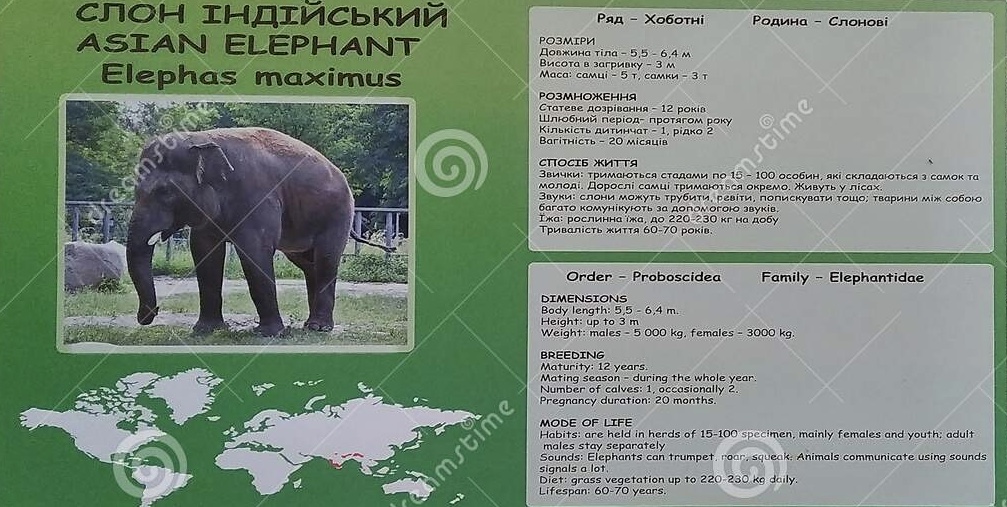 СЛОН ІНДІЙСЬКИЙ
ASIAN ELEPHANT
Elephas maximus
Ряд - Хоботні Родина - Слонові
РОЗМІРИ
Довжина тіла - 5,5 - 6,4 м
Висота в загривку - 3 м
Маса: самці - 5 т, самки - 3 т
РОЗМНОЖЕННЯ
Статеве дозрівання - 12 років
Шлюбний період- протягом року
Кількість дитинчат - 1, рідко 2
Вагітність - 20 місяців
СПОСІБ ЖИТТЯ
Звички: тримаються стадами по 15 - 100 особин, які складаються з самок та
молоді. Дорослі самці тримаються окремо. Живуть у лісах.
Звуки: слони можуть трубити, ревіти, попискувати тощо; тварини між собою
багато комунікують за допомогою звуків.
Їжа: рослинна їжа, до 220-230 кг на добу
Тривалість життя 60-70 років.
Order - Proboscidea Family - Elephantidae
DIMENSIONS
Body length: 5,5 - 6,4 m.
Height: up to 3 m
Weight: males - 5 000 kg, females - 3000 kg.
BREEDING
Maturity: 12 years.
Mating season - during the whole year.
Number of calves: 1, occasionally 2.
Pregnancy duration: 20 months.
MODE OF LIFE
Habits: are held in herds of 15-100 specimen, mainly females and youth; adult
males stay separately
Sounds: Elephants can trumpet, roar, squeak. Animals communicate using sounds
signals a lot.
Diet: grass vegetation up to 220-230 kg daily.
Lifespan: 60-70 years.
dreamstime
dreamstime
dreamstime